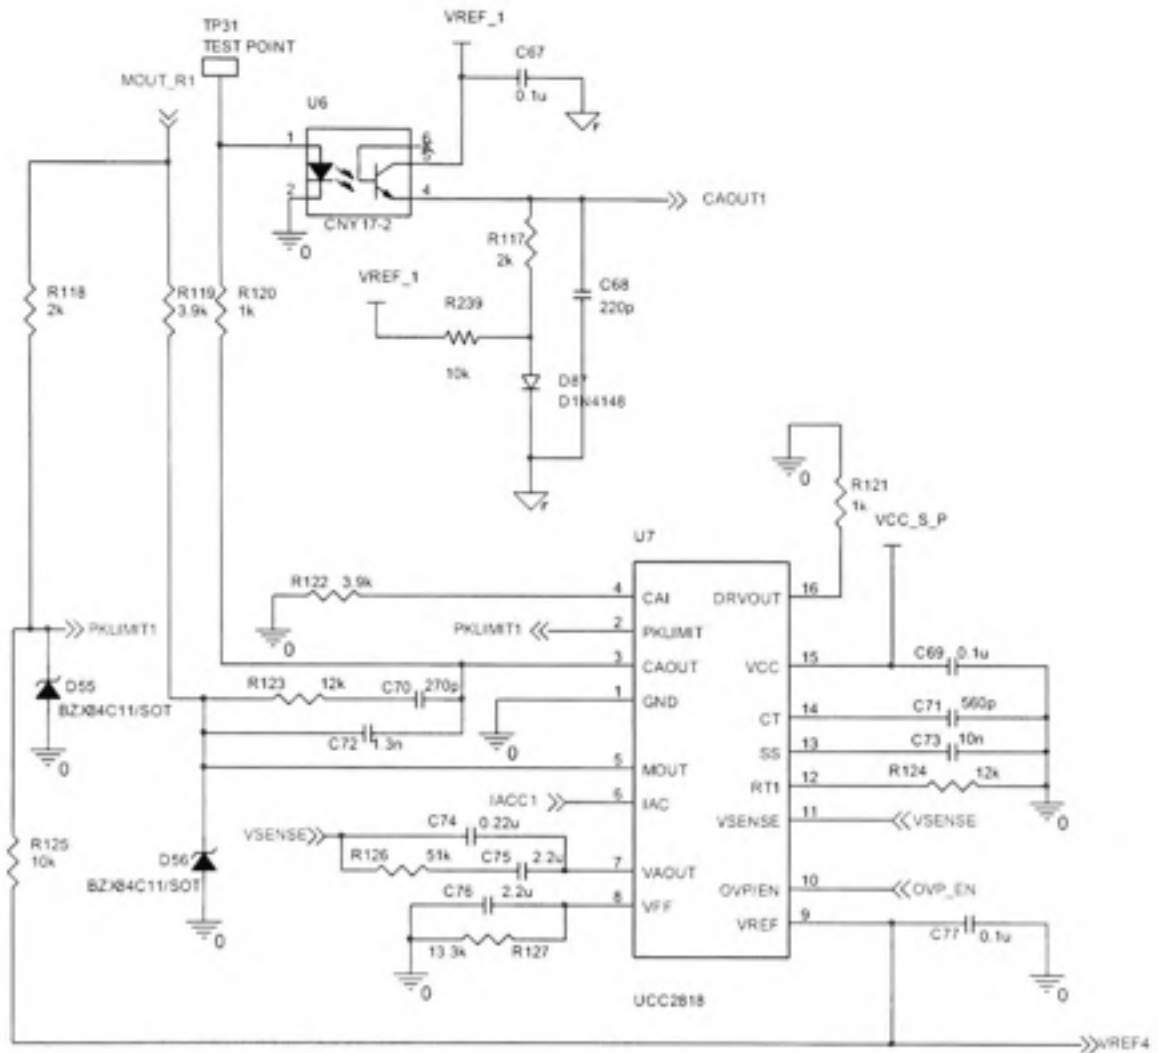 TP31
TEST POINT
VREF_1
C67
0.1u
MOUT_R1
U6
1
2
4
CNY17-2
0
CAOUT1
R117
2k
VREF_1
C68
220p
R118
2k
R119
3.9k
R120
1k
R239
10k
D87
D1N4148
0
R121
1k
VCC_S_P
U7
R122 3.9k
4
CAI
DRVOUT
16
0
PKLIMIT1
PKLIMIT1
2
PKLIMIT
3
CAOUT
VCC
15
C69
0.1u
D55
BZX84C11/SOT
R123
12k
C70
270p
1
GND
CT
14
C71
560p
0
C72
1.3n
0
SS
13
C73
10n
5
MOUT
RT1
12
R124
12k
IACC1
6
IAC
VSENSE
11
VSENSE
0
VSENSE
C74
0.22u
R125
10k
D56
BZX84C11/SOT
R126
51k
C75
2.2u
7
VAOUT
OVP/EN
10
OVP_EN
C76
2.2u
8
VFF
VREF
9
C77
0.1u
0
13.3k
R127
0
0
UCC2818
VREF4